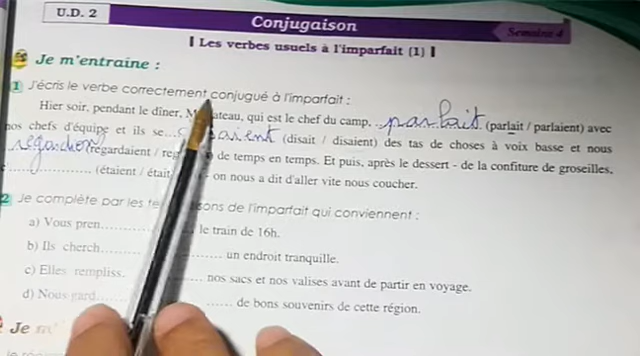 U.D. 2
Conjugaison
Semaine 4
Les verbes usuels à l'imparfait (1)
Je m'entraine :
1 J'écris le verbe correctement conjugué à l'imparfait :
Hier soir, pendant le dîner, M. teau, qui est le chef du camp, parlait (parlait / parlaient) avec
nos chefs d'équipe et ils se... aient (disait / disaient) des tas de choses à voix basse et nous
(regardaient / reg de temps en temps. Et puis, après le dessert - de la confiture de groseilles,
(étaient / était - on nous a dit d'aller vite nous coucher.
2 Je complète par les te sons de l'imparfait qui conviennent :
a) Vous pren........ le train de 16h.
b) Ils cherch........ un endroit tranquille.
c) Elles rempliss........ nos sacs et nos valises avant de partir en voyage.
d) Nous gard........ de bons souvenirs de cette région.
Je m'